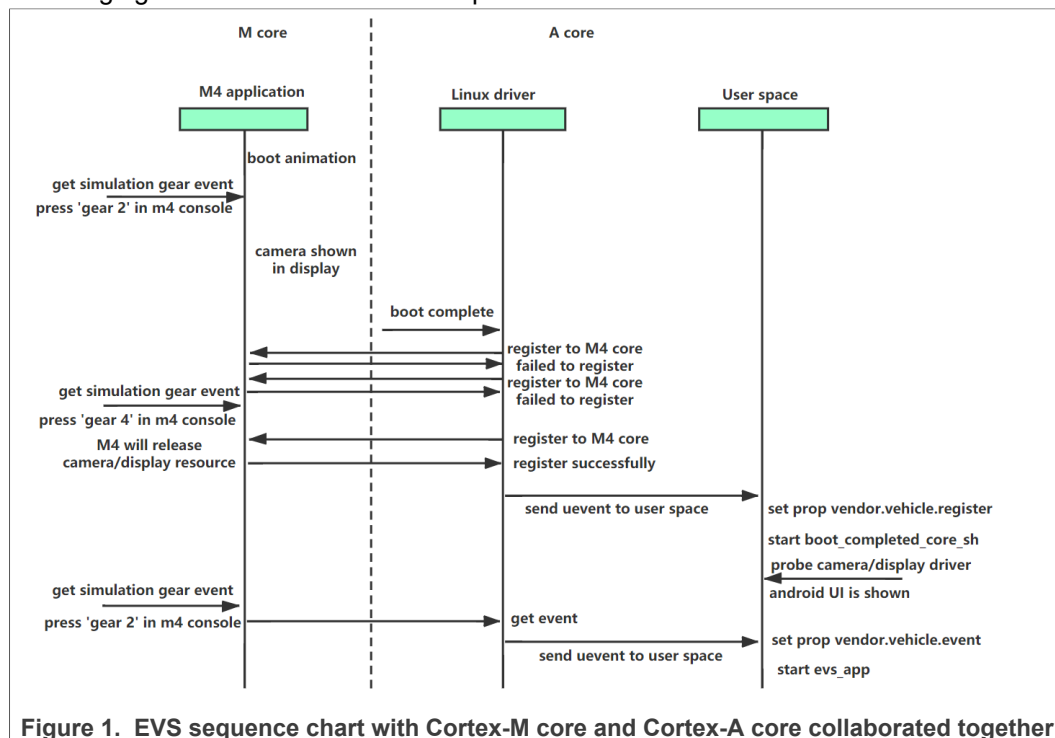 M core
A core
M4 application
Linux driver
User space
boot animation
get simulation gear event
press 'gear 2' in m4 console
camera shown
in display
boot complete
register to M4 core
failed to register
register to M4 core
failed to register
get simulation gear event
press 'gear 4' in m4 console
M4 will release
camera/display resource
register to M4 core
register successfully
send uevent to user space
set prop vendor.vehicle.register
start boot_completed_core_sh
probe camera/display driver
android UI is shown
get simulation gear event
press 'gear 2' in m4 console
get event
send uevent to user space
set prop vendor.vehicle.event
start evs_app
Figure 1. EVS sequence chart with Cortex-M core and Cortex-A core collaborated together